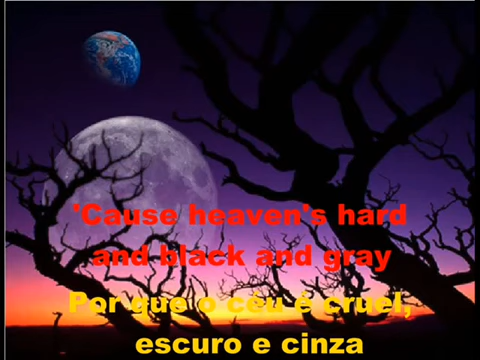 'Cause heaven's hard
and black and gray
Por que o céu é cruel,
escuro e cinza